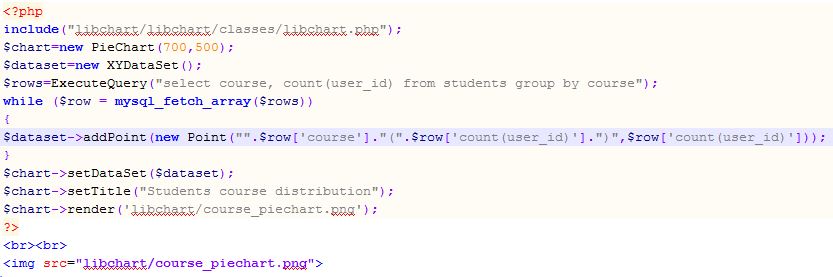 <?php
include("libchart/libchart/classes/libchart.php");
$chart=new PieChart(700,500);
$dataset=new XYDataSet();
$rows=ExecuteQuery("select course, count(user_id) from students group by course");
while ($row = mysql_fetch_array($rows))
{
$dataset->addPoint(new Point("".$row['course']."(".$row['count(user_id)'].")",$row['count(user_id)']));
}
$chart->setDataSet($dataset);
$chart->setTitle("Students course distribution");
$chart->render('libchart/course_piechart.png');
?>
<br><br>
<img src="libchart/course_piechart.png">